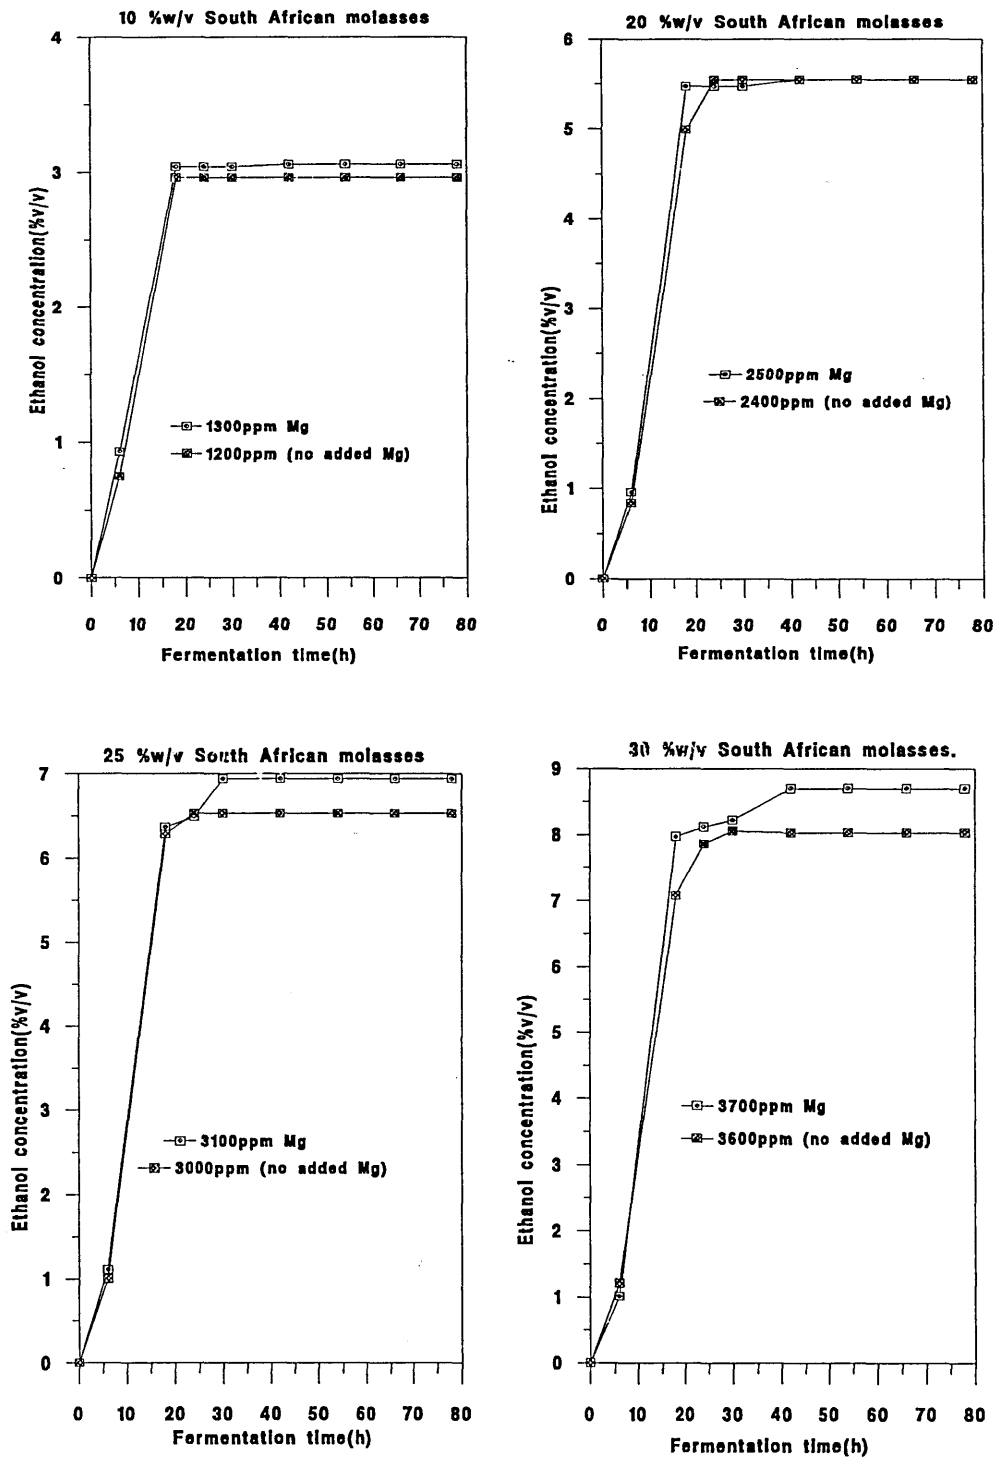 10 %w/v South African molasses
4
3
2
1
0
Ethanol concentration(%v/v)
1300ppm Mg
1200ppm (no added Mg)
0 10 20 30 40 50 60 70 80
Fermentation time(h)
20 %w/v South African molasses
6
5
4
3
2
1
0
Ethanol concentration(%v/v)
2500ppm Mg
2400ppm (no added Mg)
0 10 20 30 40 50 60 70 80
Fermentation time(h)
25 %w/v South African molasses
7
6
5
4
3
2
1
0
Ethanol concentration(%v/v)
3100ppm Mg
3000ppm (no added Mg)
0 10 20 30 40 50 60 70 80
Fermentation time(h)
30 %w/v South African molasses.
9
8
7
6
5
4
3
2
1
0
Ethanol concentration(%v/v)
3700ppm Mg
3600ppm (no added Mg)
0 10 20 30 40 50 60 70 80
Fermentation time(h)